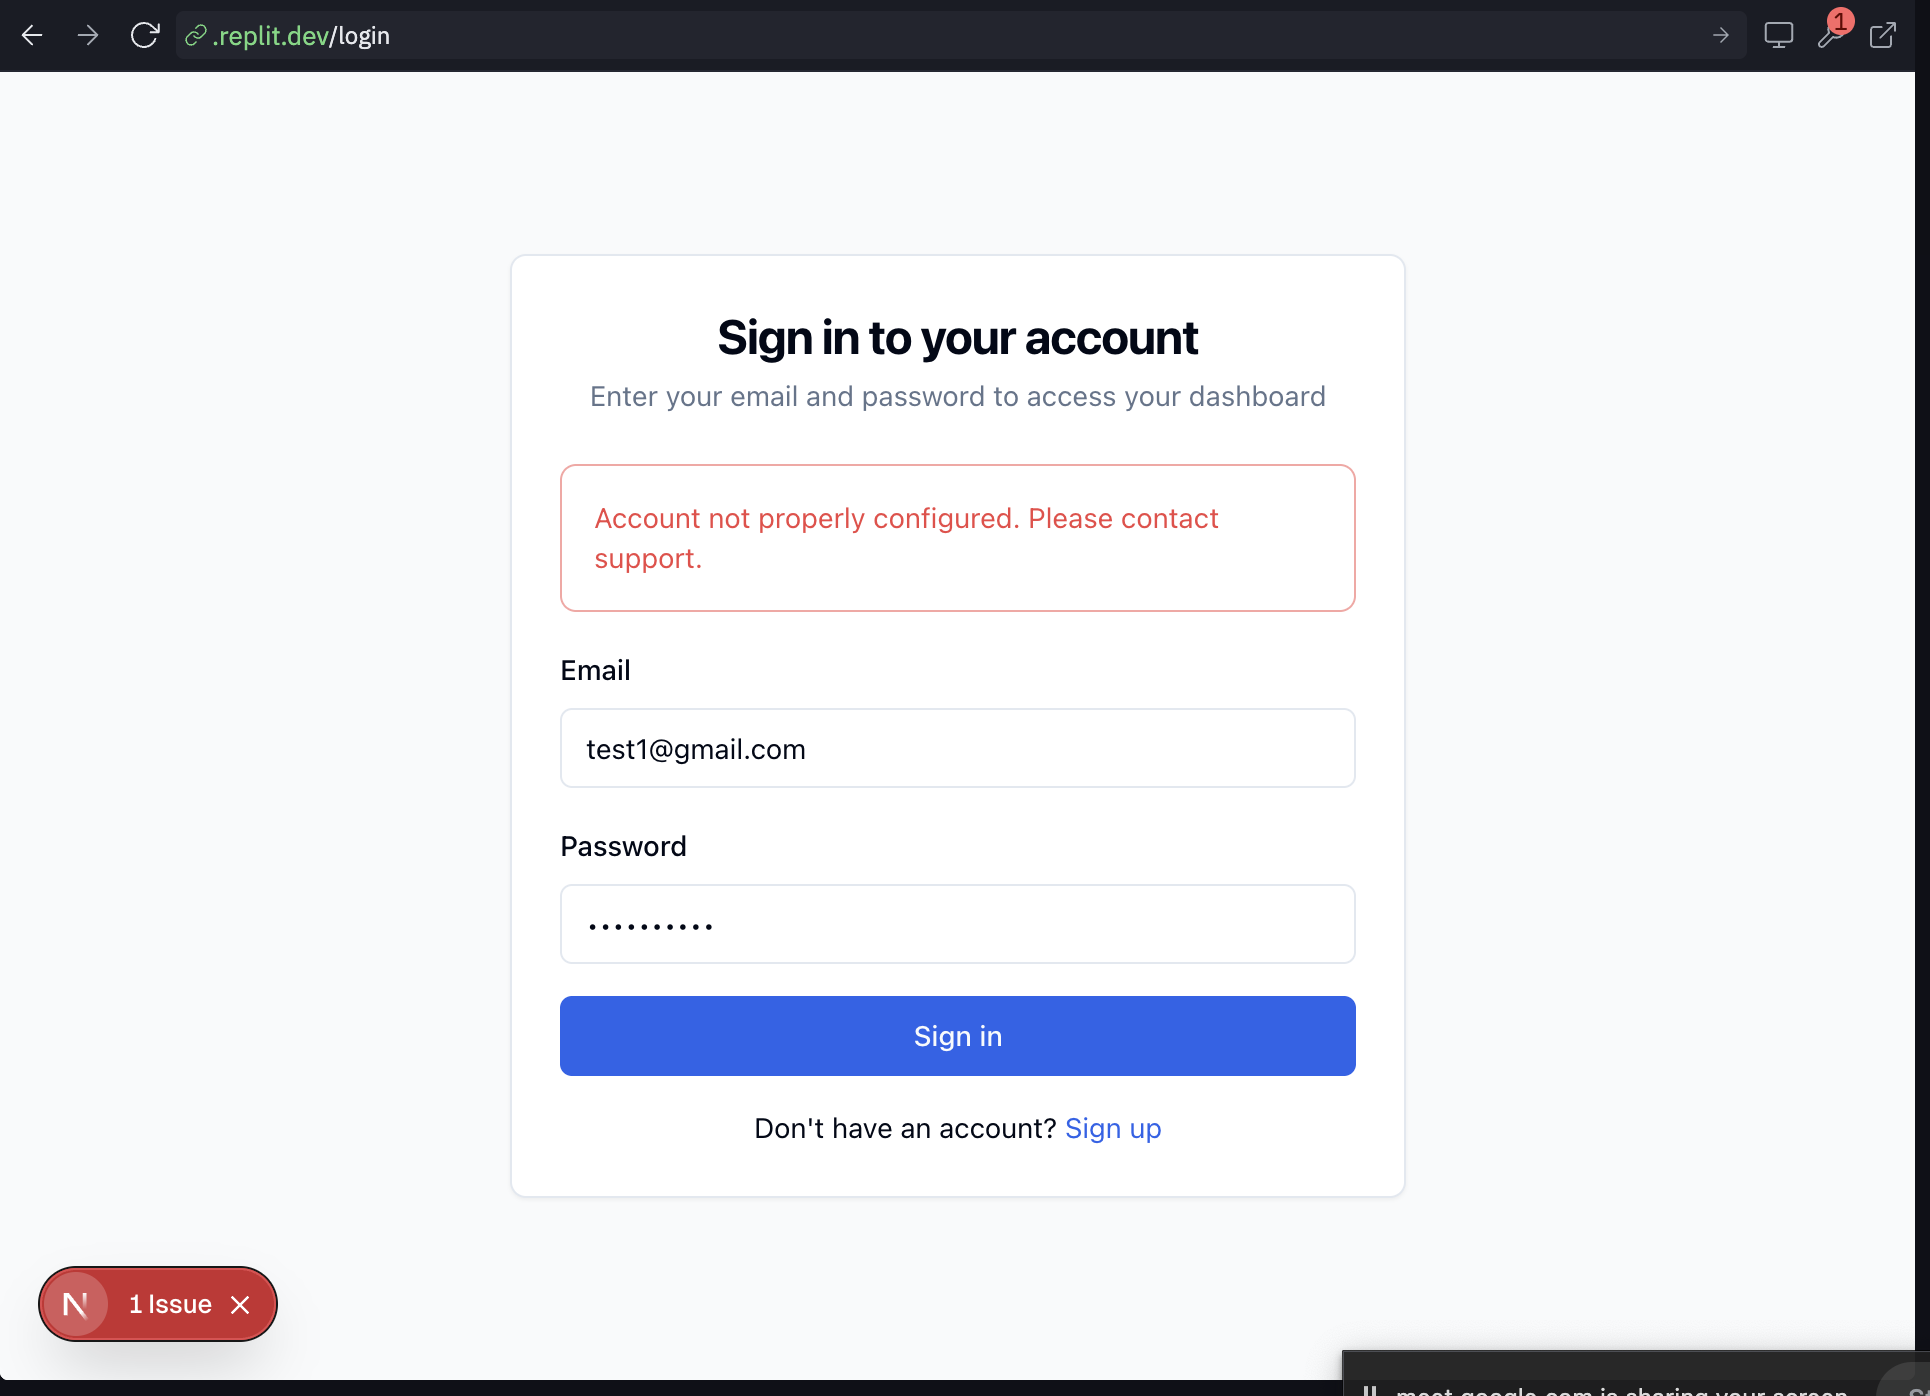 .replit.dev/login
1
Sign in to your account
Enter your email and password to access your dashboard
Account not properly configured. Please contact
support.
Email
test1@gmail.com
Password
••••••••••
Sign in
Don't have an account? Sign up
N
1 Issue
meet.google.com is sharing your screen